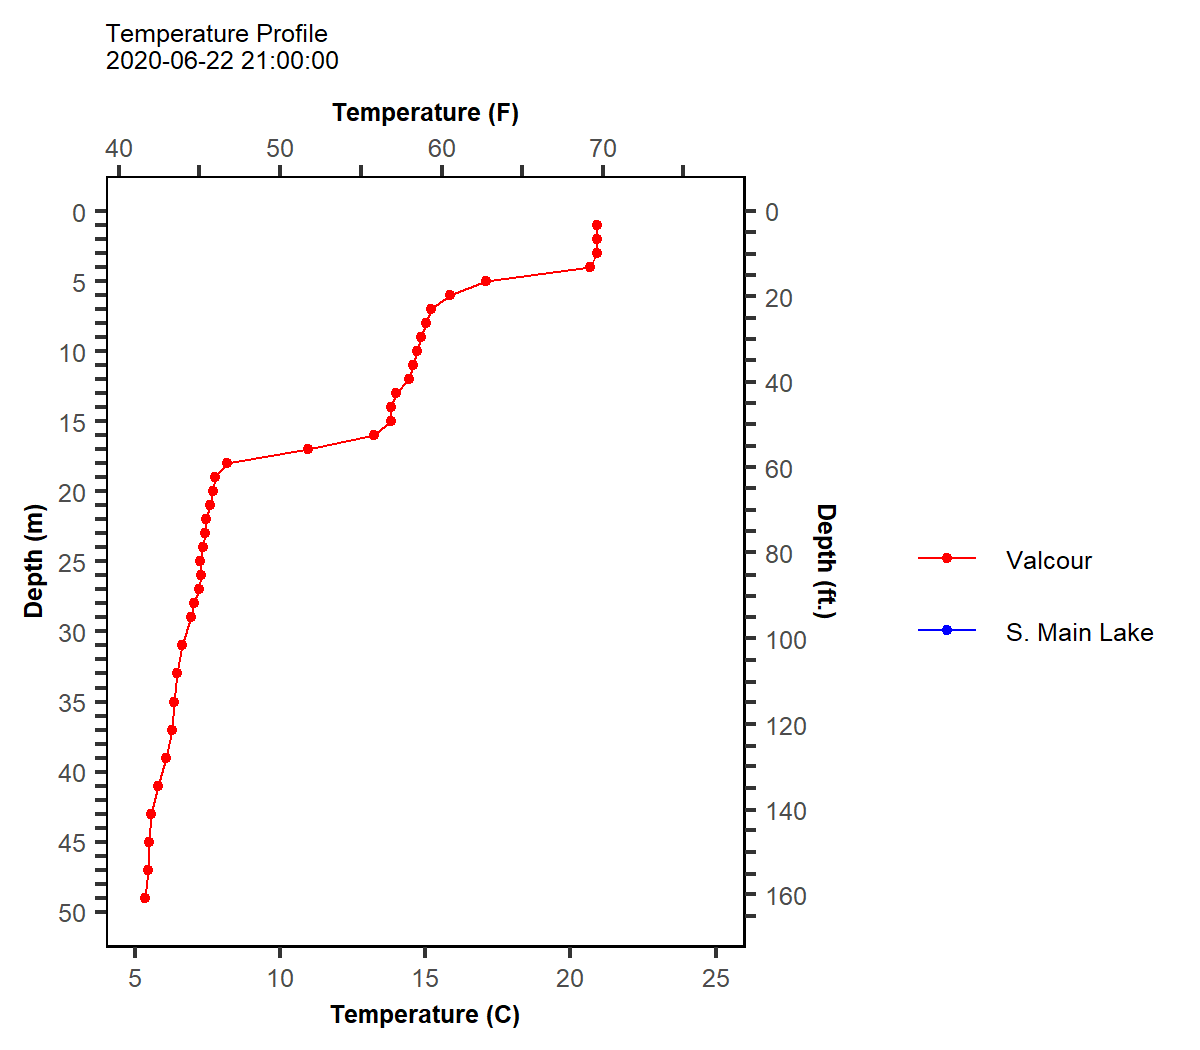 Temperature Profile
2020-06-22 21:00:00
Temperature (F)
40 50 60 70
0
5
10
15
20
25
30
35
40
45
50
Depth (m)
0
20
40
60
80
100
120
140
160
Depth (ft.)
Valcour
S. Main Lake
5 10 15 20 25
Temperature (C)